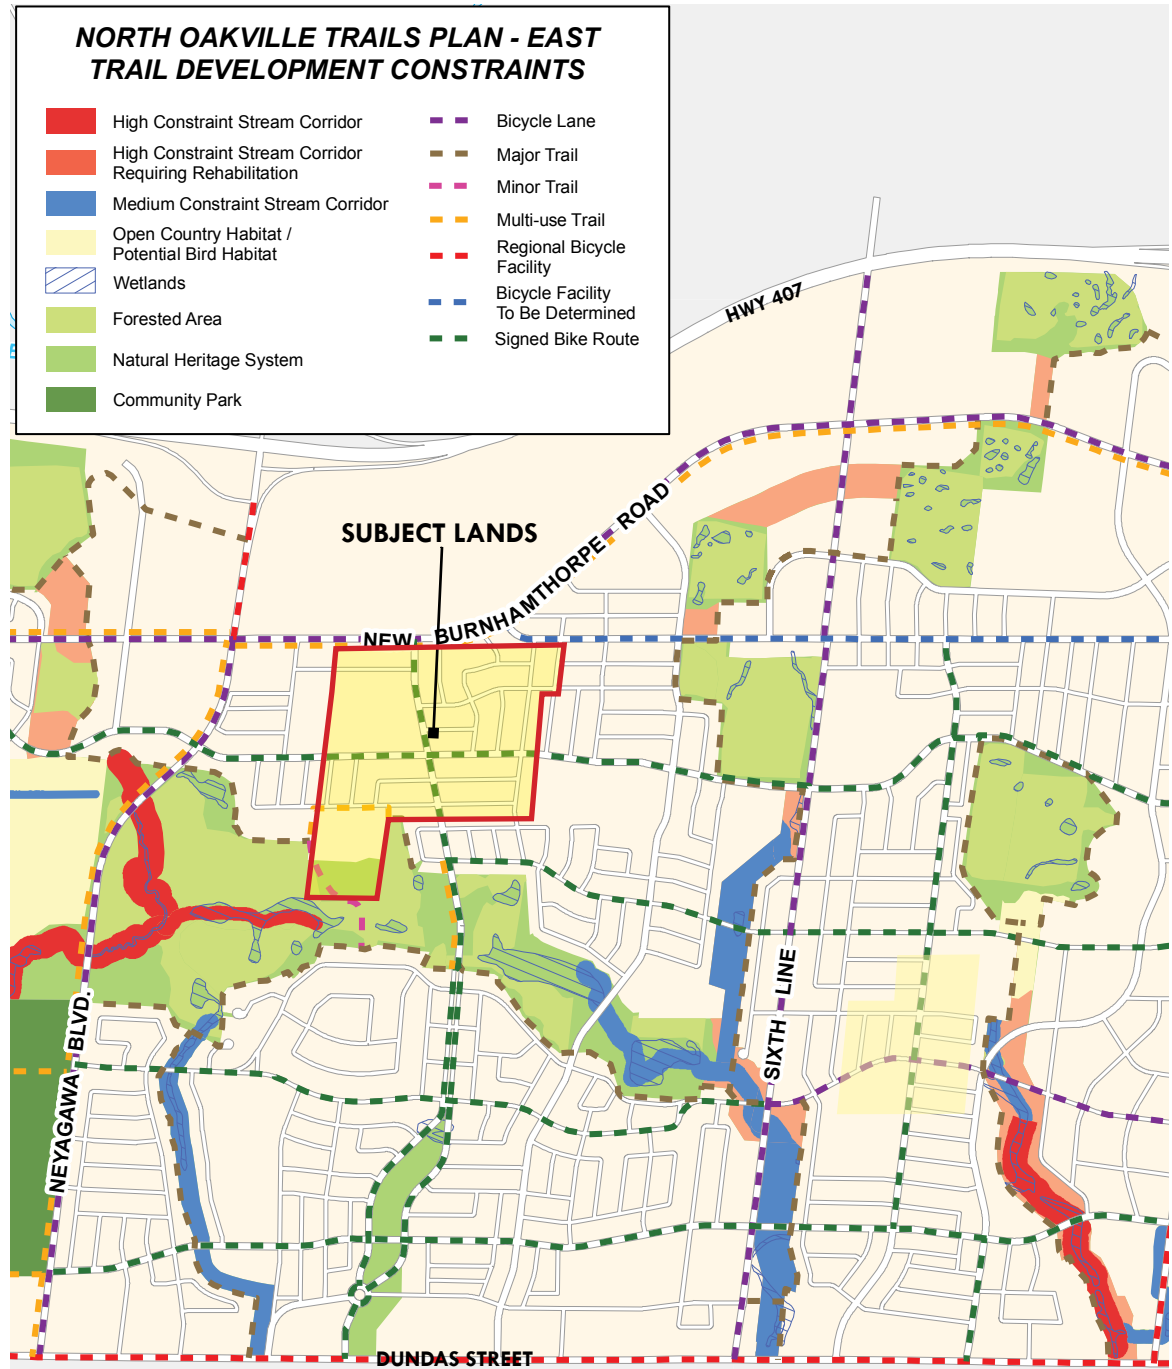 NORTH OAKVILLE TRAILS PLAN - EAST
TRAIL DEVELOPMENT CONSTRAINTS
High Constraint Stream Corridor
High Constraint Stream Corridor
Requiring Rehabilitation
Medium Constraint Stream Corridor
Open Country Habitat /
Potential Bird Habitat
Wetlands
Forested Area
Natural Heritage System
Community Park
Bicycle Lane
Major Trail
Minor Trail
Multi-use Trail
Regional Bicycle
Facility
Bicycle Facility
To Be Determined
Signed Bike Route
HWY 407
SUBJECT LANDS
NEW BURNHAMTHORPE ROAD
SIXTH LINE
NEYAGAWA BLVD.
DUNDAS STREET